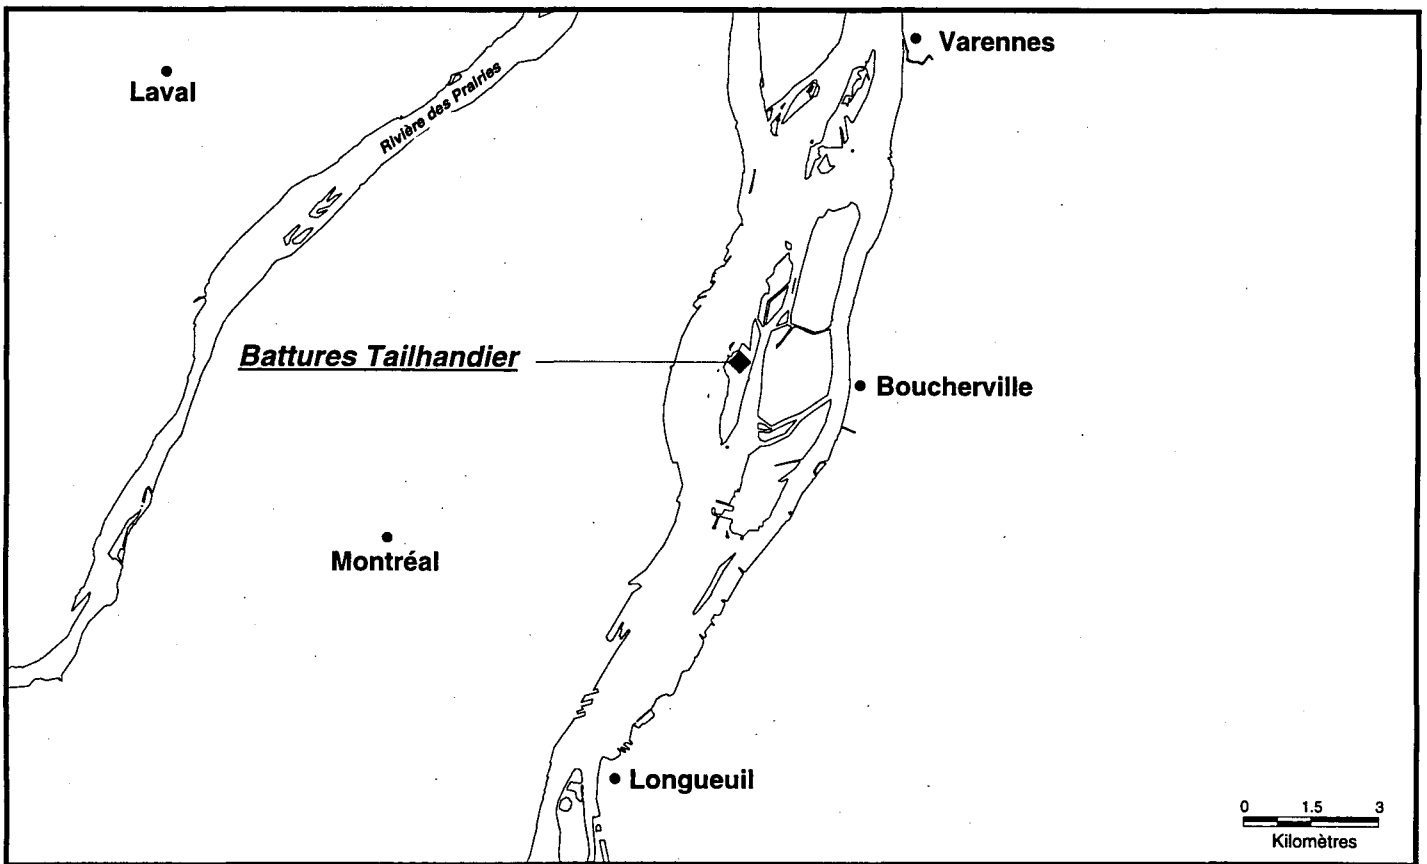 Varennes
Laval
Rivière des Prairies
Battures Tailhandier
Boucherville
Montréal
Longueuil
0 1.5 3
Kilomètres